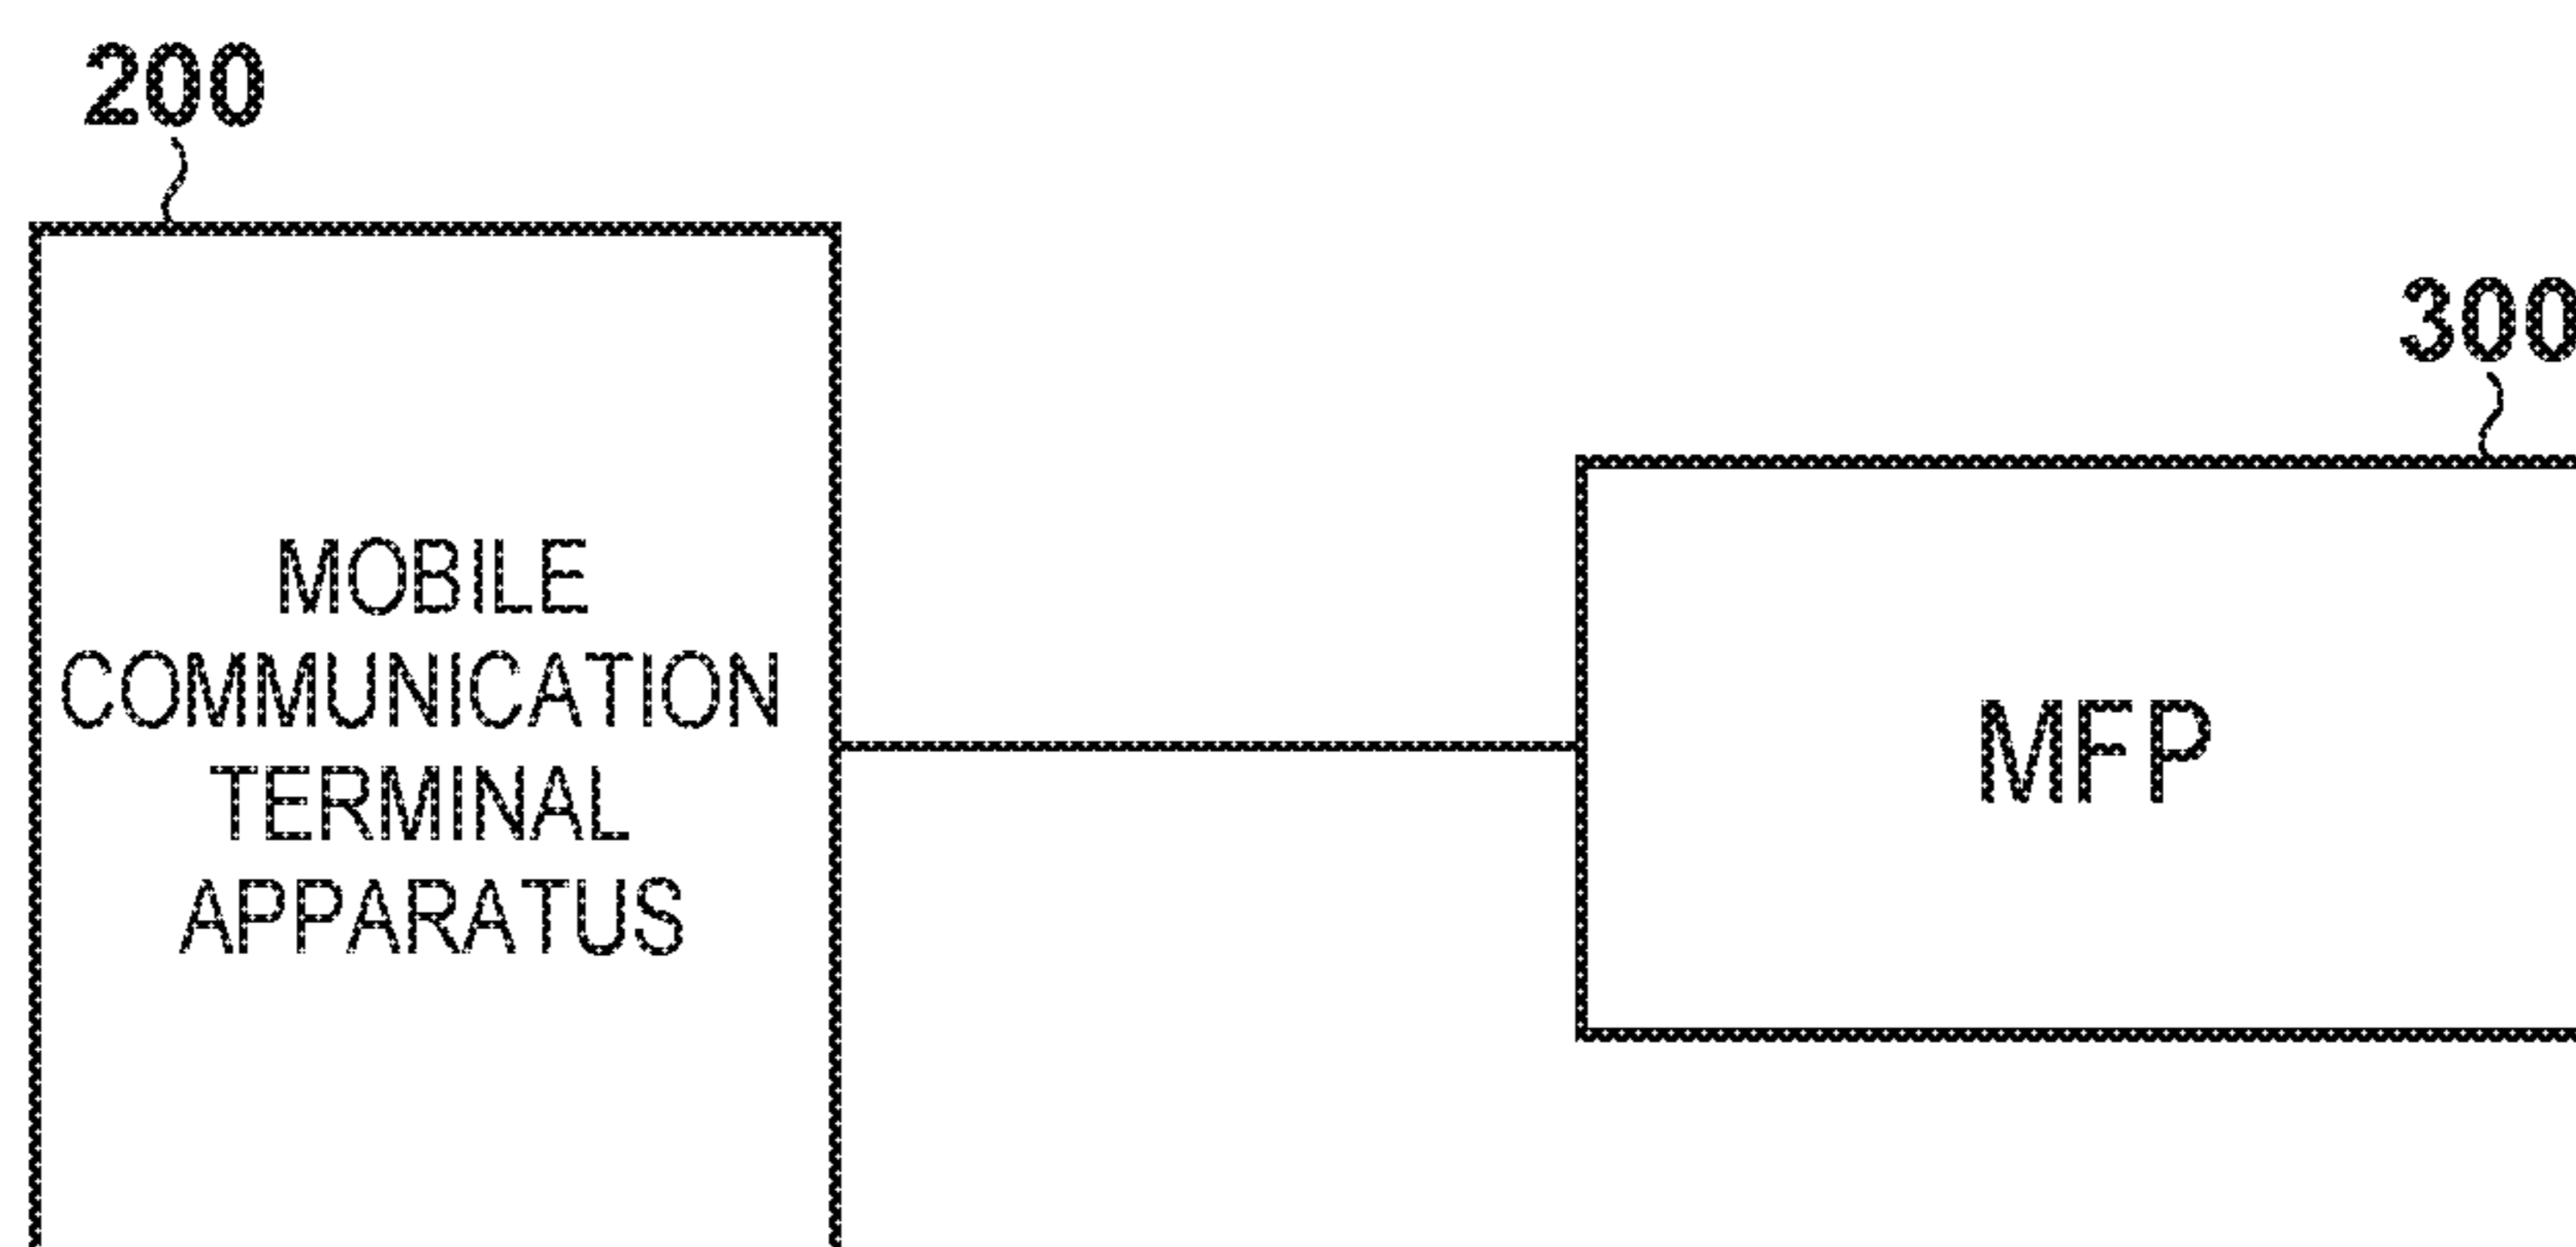 200
300
MOBILE
COMMUNICATION
TERMINAL
APPARATUS
MFP